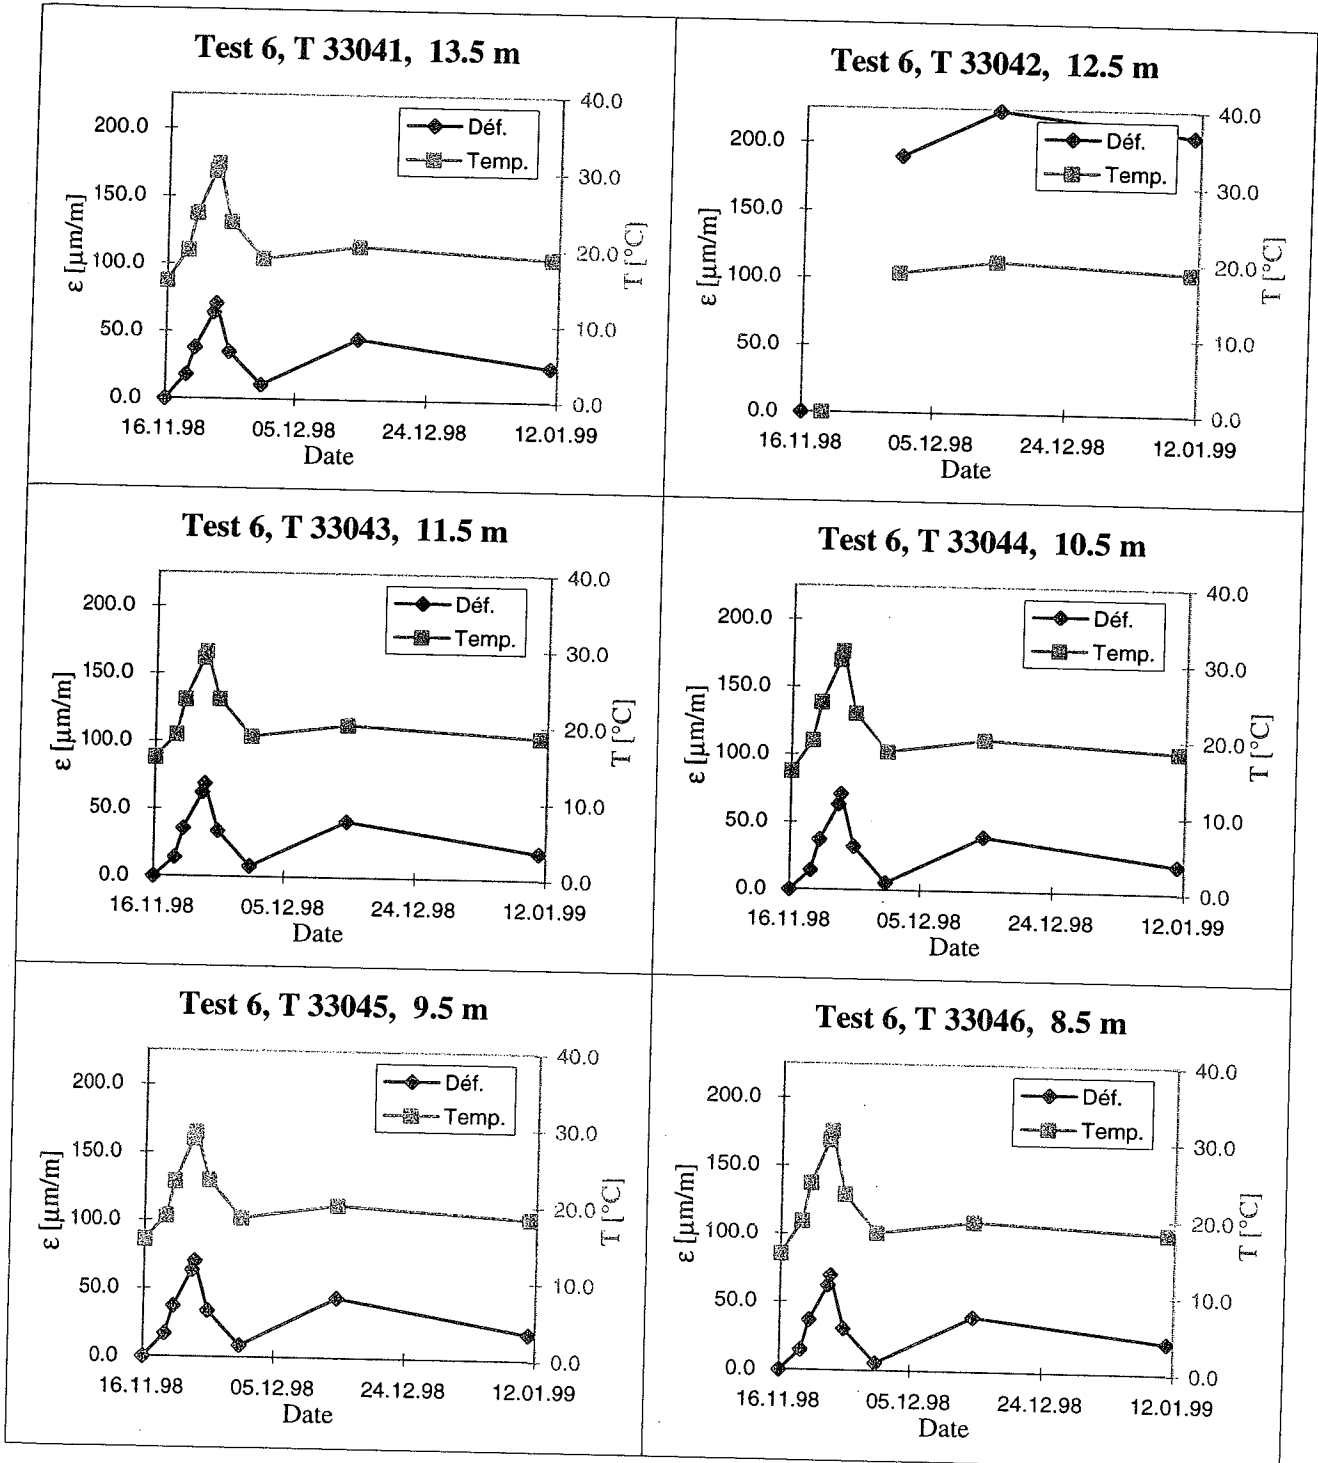 Test 6, T 33041, 13.5 m
40.0
200.0
Déf.
Temp.
30.0
150.0
ε [µm/m]
100.0
20.0
T [°C]
50.0
10.0
0.0
0.0
16.11.98
05.12.98
24.12.98
12.01.99
Date
Test 6, T 33042, 12.5 m
40.0
200.0
Déf.
Temp.
30.0
150.0
ε [µm/m]
100.0
20.0
T [°C]
50.0
10.0
0.0
0.0
16.11.98
05.12.98
24.12.98
12.01.99
Date
Test 6, T 33043, 11.5 m
40.0
200.0
Déf.
Temp.
30.0
150.0
ε [µm/m]
100.0
20.0
T [°C]
50.0
10.0
0.0
0.0
16.11.98
05.12.98
24.12.98
12.01.99
Date
Test 6, T 33044, 10.5 m
40.0
200.0
Déf.
Temp.
30.0
150.0
ε [µm/m]
100.0
20.0
T [°C]
50.0
10.0
0.0
0.0
16.11.98
05.12.98
24.12.98
12.01.99
Date
Test 6, T 33045, 9.5 m
40.0
200.0
Déf.
Temp.
30.0
150.0
ε [µm/m]
100.0
20.0
T [°C]
50.0
10.0
0.0
0.0
16.11.98
05.12.98
24.12.98
12.01.99
Date
Test 6, T 33046, 8.5 m
40.0
200.0
Déf.
Temp.
30.0
150.0
ε [µm/m]
100.0
20.0
T [°C]
50.0
10.0
0.0
0.0
16.11.98
05.12.98
24.12.98
12.01.99
Date